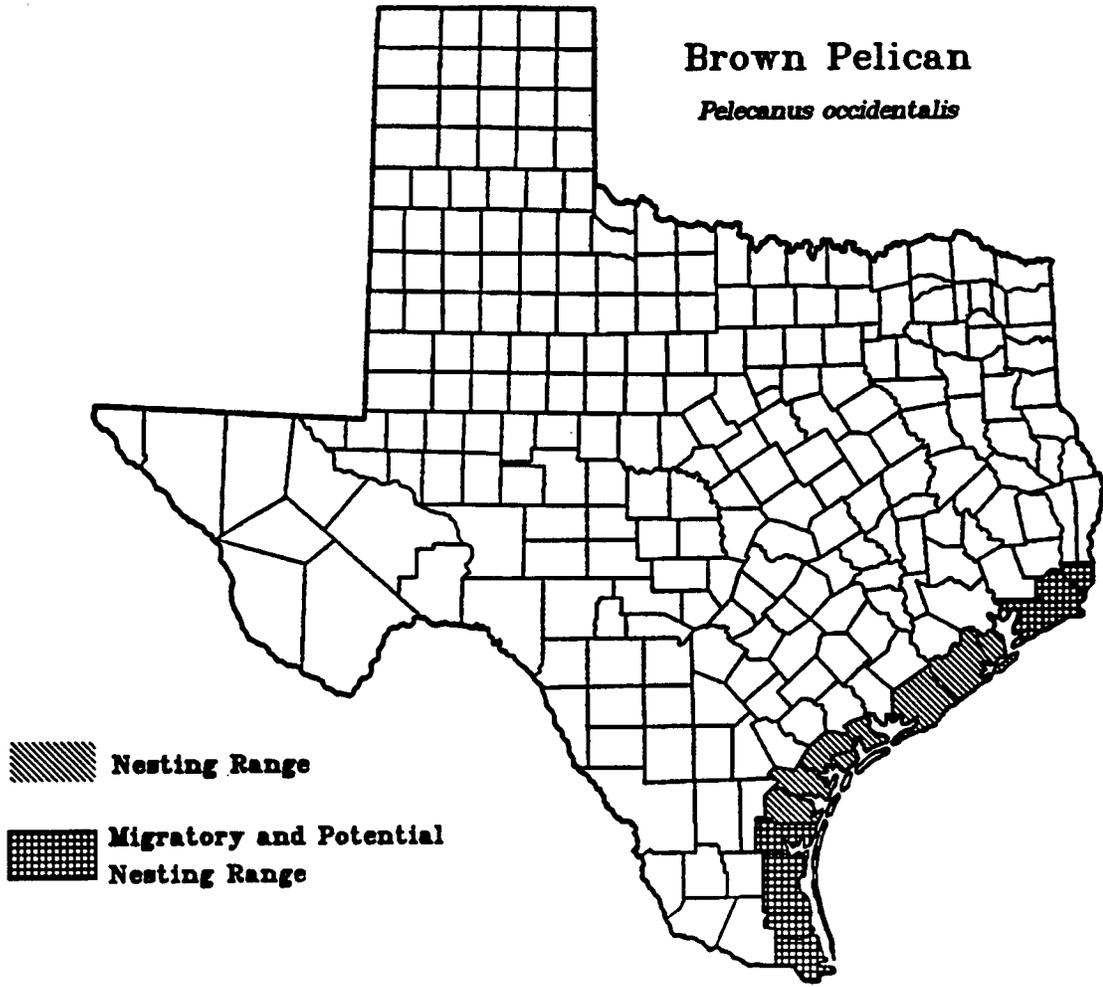 Brown Pelican
Pelecanus occidentalis
Nesting Range
Migratory and Potential
Nesting Range